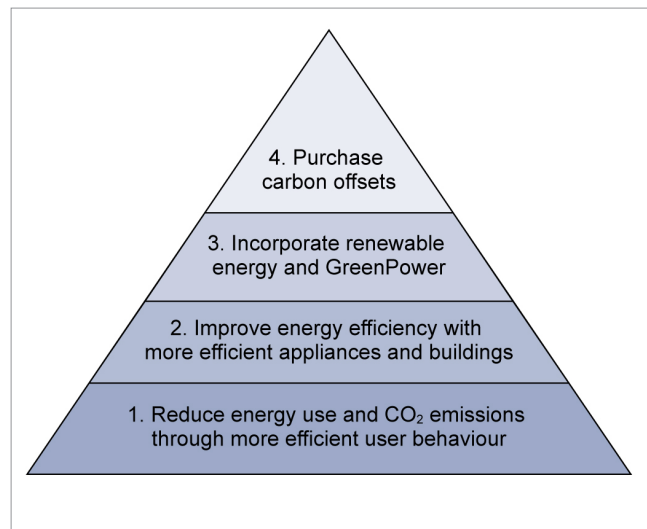 4. Purchase
carbon offsets
3. Incorporate renewable
energy and GreenPower
2. Improve energy efficiency with
more efficient appliances and buildings
1. Reduce energy use and CO₂ emissions
through more efficient user behaviour